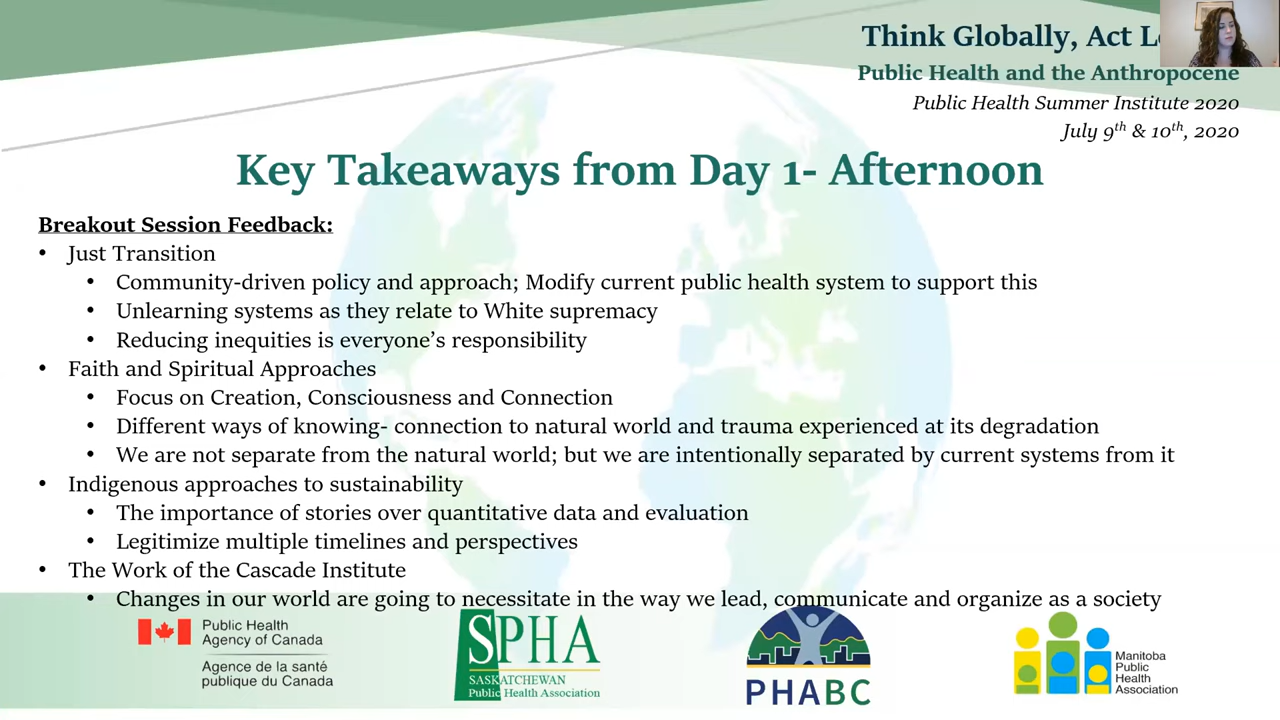 Think Globally, Act Lo
Public Health and the Anthropocene
Public Health Summer Institute 2020
July 9th & 10th, 2020
Key Takeaways from Day 1- Afternoon
Breakout Session Feedback:
• Just Transition
• Community-driven policy and approach; Modify current public health system to support this
• Unlearning systems as they relate to White supremacy
• Reducing inequities is everyone's responsibility
• Faith and Spiritual Approaches
• Focus on Creation, Consciousness and Connection
• Different ways of knowing- connection to natural world and trauma experienced at its degradation
• We are not separate from the natural world; but we are intentionally separated by current systems from it
• Indigenous approaches to sustainability
• The importance of stories over quantitative data and evaluation
• Legitimize multiple timelines and perspectives
• The Work of the Cascade Institute
• Changes in our world are going to necessitate in the way we lead, communicate and organize as a society
Public Health
Agency of Canada
Agence de la santé
publique du Canada
SPHA
SASKATCHEWAN
Public Health Association
PHABC
Manitoba
Public
Health
Association